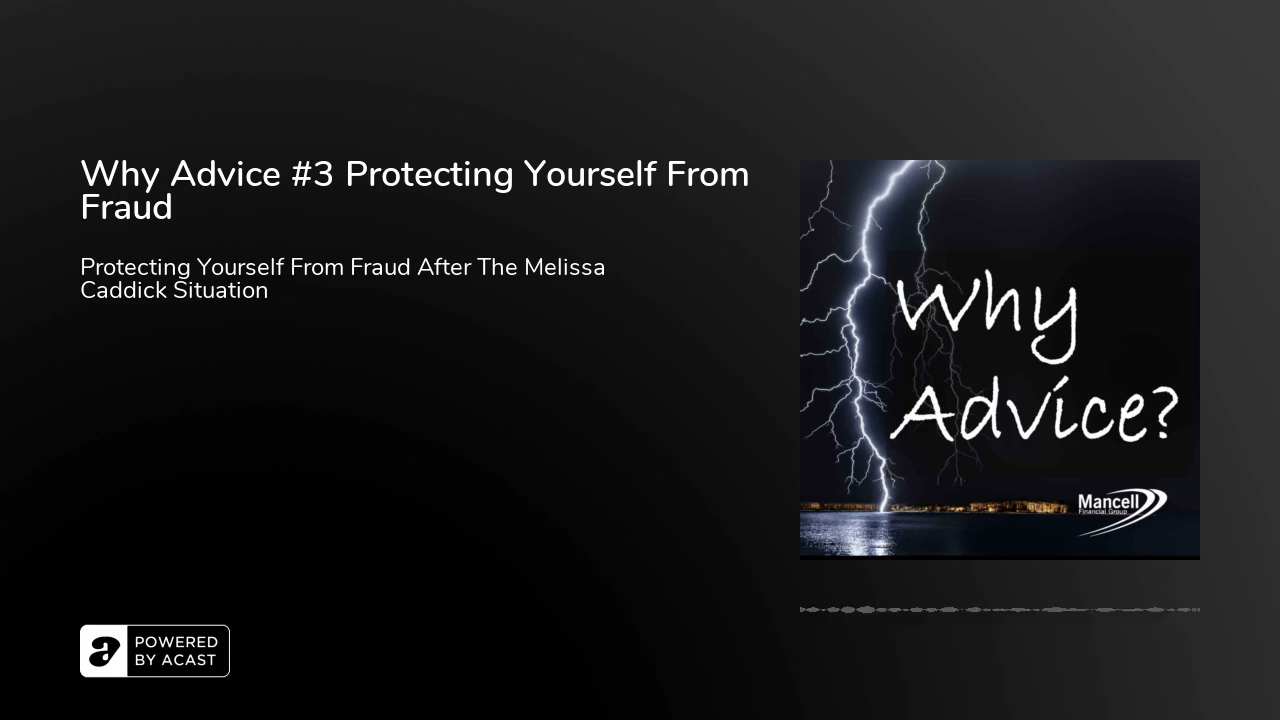 Why Advice #3 Protecting Yourself From
Fraud
Protecting Yourself From Fraud After The Melissa
Caddick Situation
Why
Advice?
Mancell
Financial Group
POWERED
BY ACAST